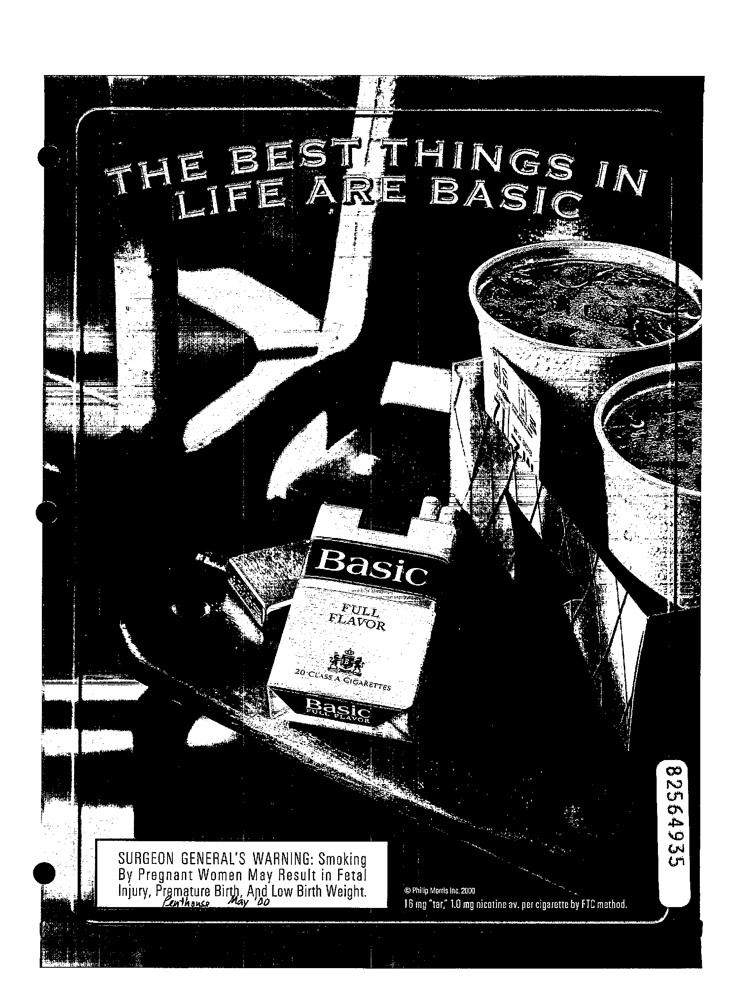 THE BEST THINGS IN
LIFE ARE BASIC
Basic
FULL
FLAVOR
20 CLASS A CIGARETTES
Basic
FULL FLAVOR
82564935
SURGEON GENERAL'S WARNING: Smoking
By Pregnant Women May Result in Fetal
Injury, Premature Birth, And Low Birth Weight.
Penthouse May '00
© Philip Morris Inc. 2000
16 mg "tar," 1.0 mg nicotine av. per cigarette by FTC method.